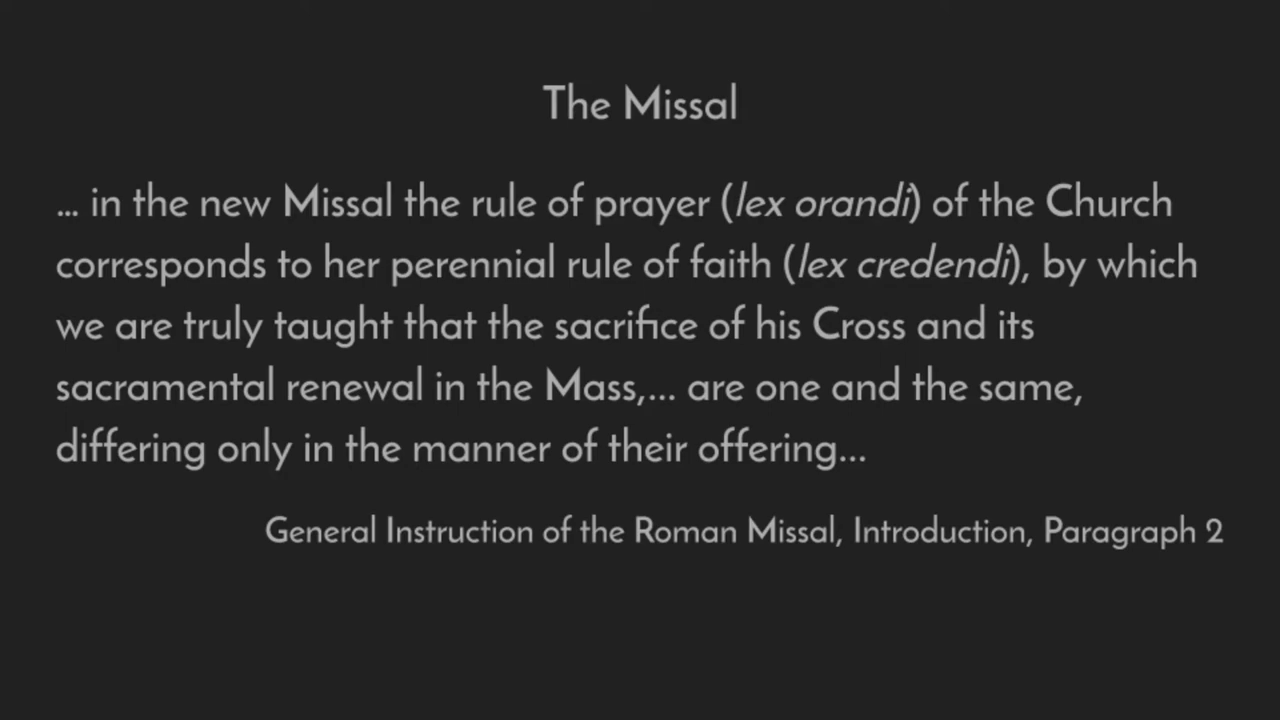 The Missal
... in the new Missal the rule of prayer (lex orandi) of the Church
corresponds to her perennial rule of faith (lex credendi), by which
we are truly taught that the sacrifice of his Cross and its
sacramental renewal in the Mass,... are one and the same,
differing only in the manner of their offering...
General Instruction of the Roman Missal, Introduction, Paragraph 2